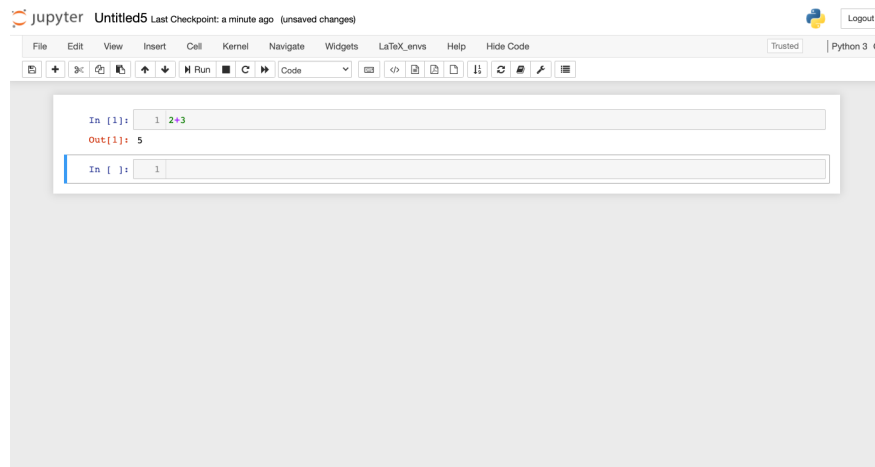 jupyter Untitled5 Last Checkpoint: a minute ago (unsaved changes) Logout
File Edit View Insert Cell Kernel Navigate Widgets LaTeX_envs Help Hide Code Trusted Python 3
Run Code
In [1]: 1 2+3
Out[1]: 5
In [ ]: 1